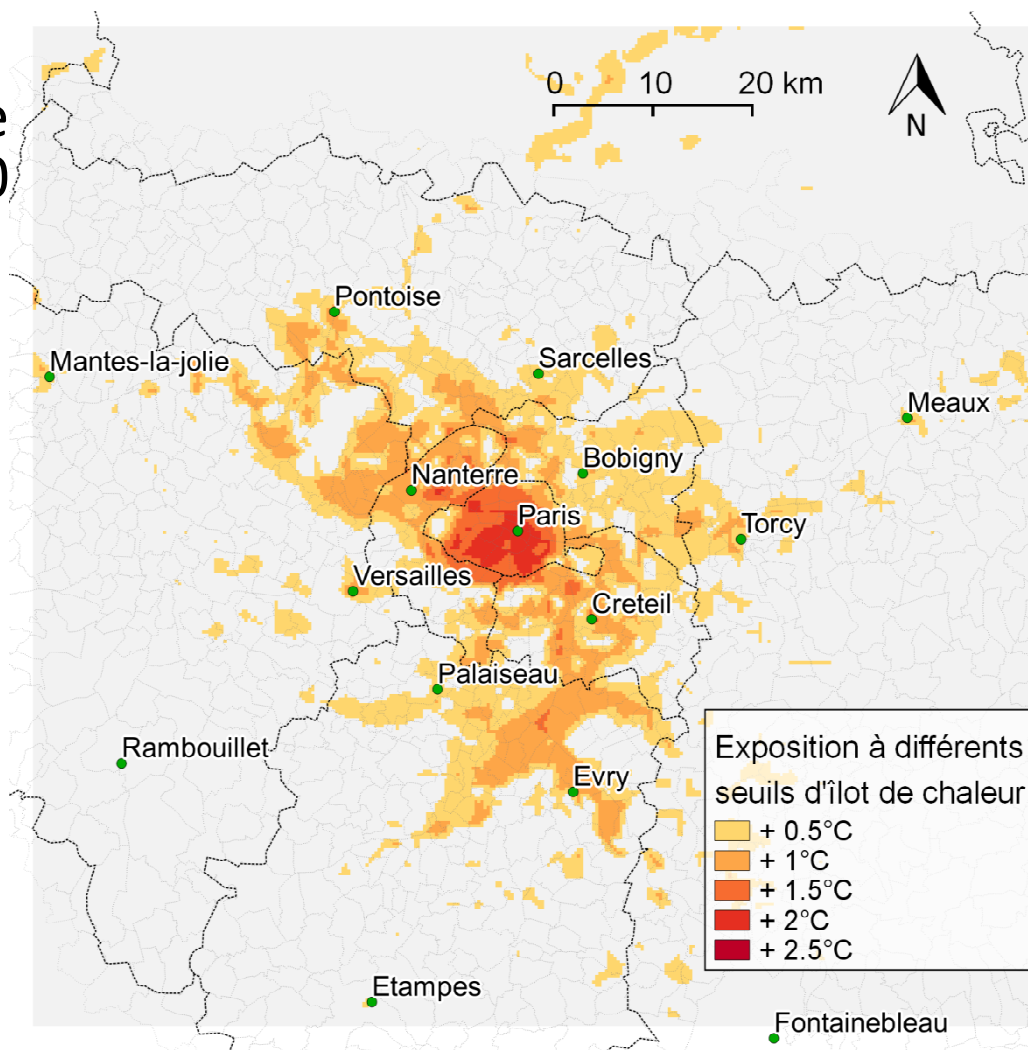 e
0 10 20 km
N
0
Pontoise
Mantes-la-jolie
Sarcelles
Meaux
Nanterre
Bobigny
Paris
Torcy
Versailles
Creteil
Palaiseau
Rambouillet
Evry
Exposition à différents
seuils d'îlot de chaleur
+ 0.5°C
+ 1°C
+ 1.5°C
+ 2°C
+ 2.5°C
Etampes
Fontainebleau